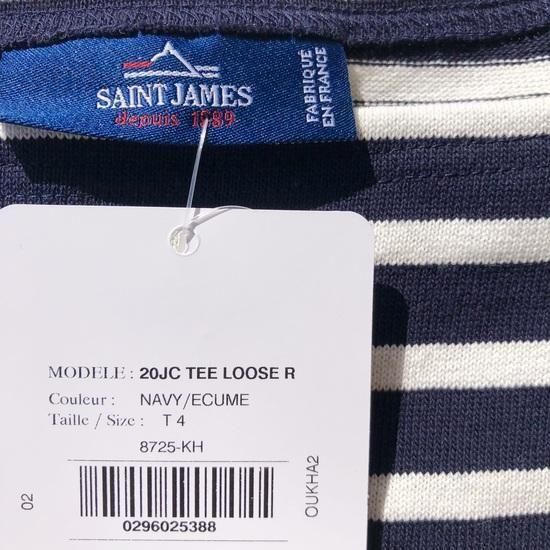 SAINT JAMES
depuis 1889
FABRIQUÉ
EN FRANCE
MODELE : 20JC TEE LOOSE R
Couleur : NAVY/ECUME
Taille / Size : T 4
8725-KH
02
OUKHA2
0296025388